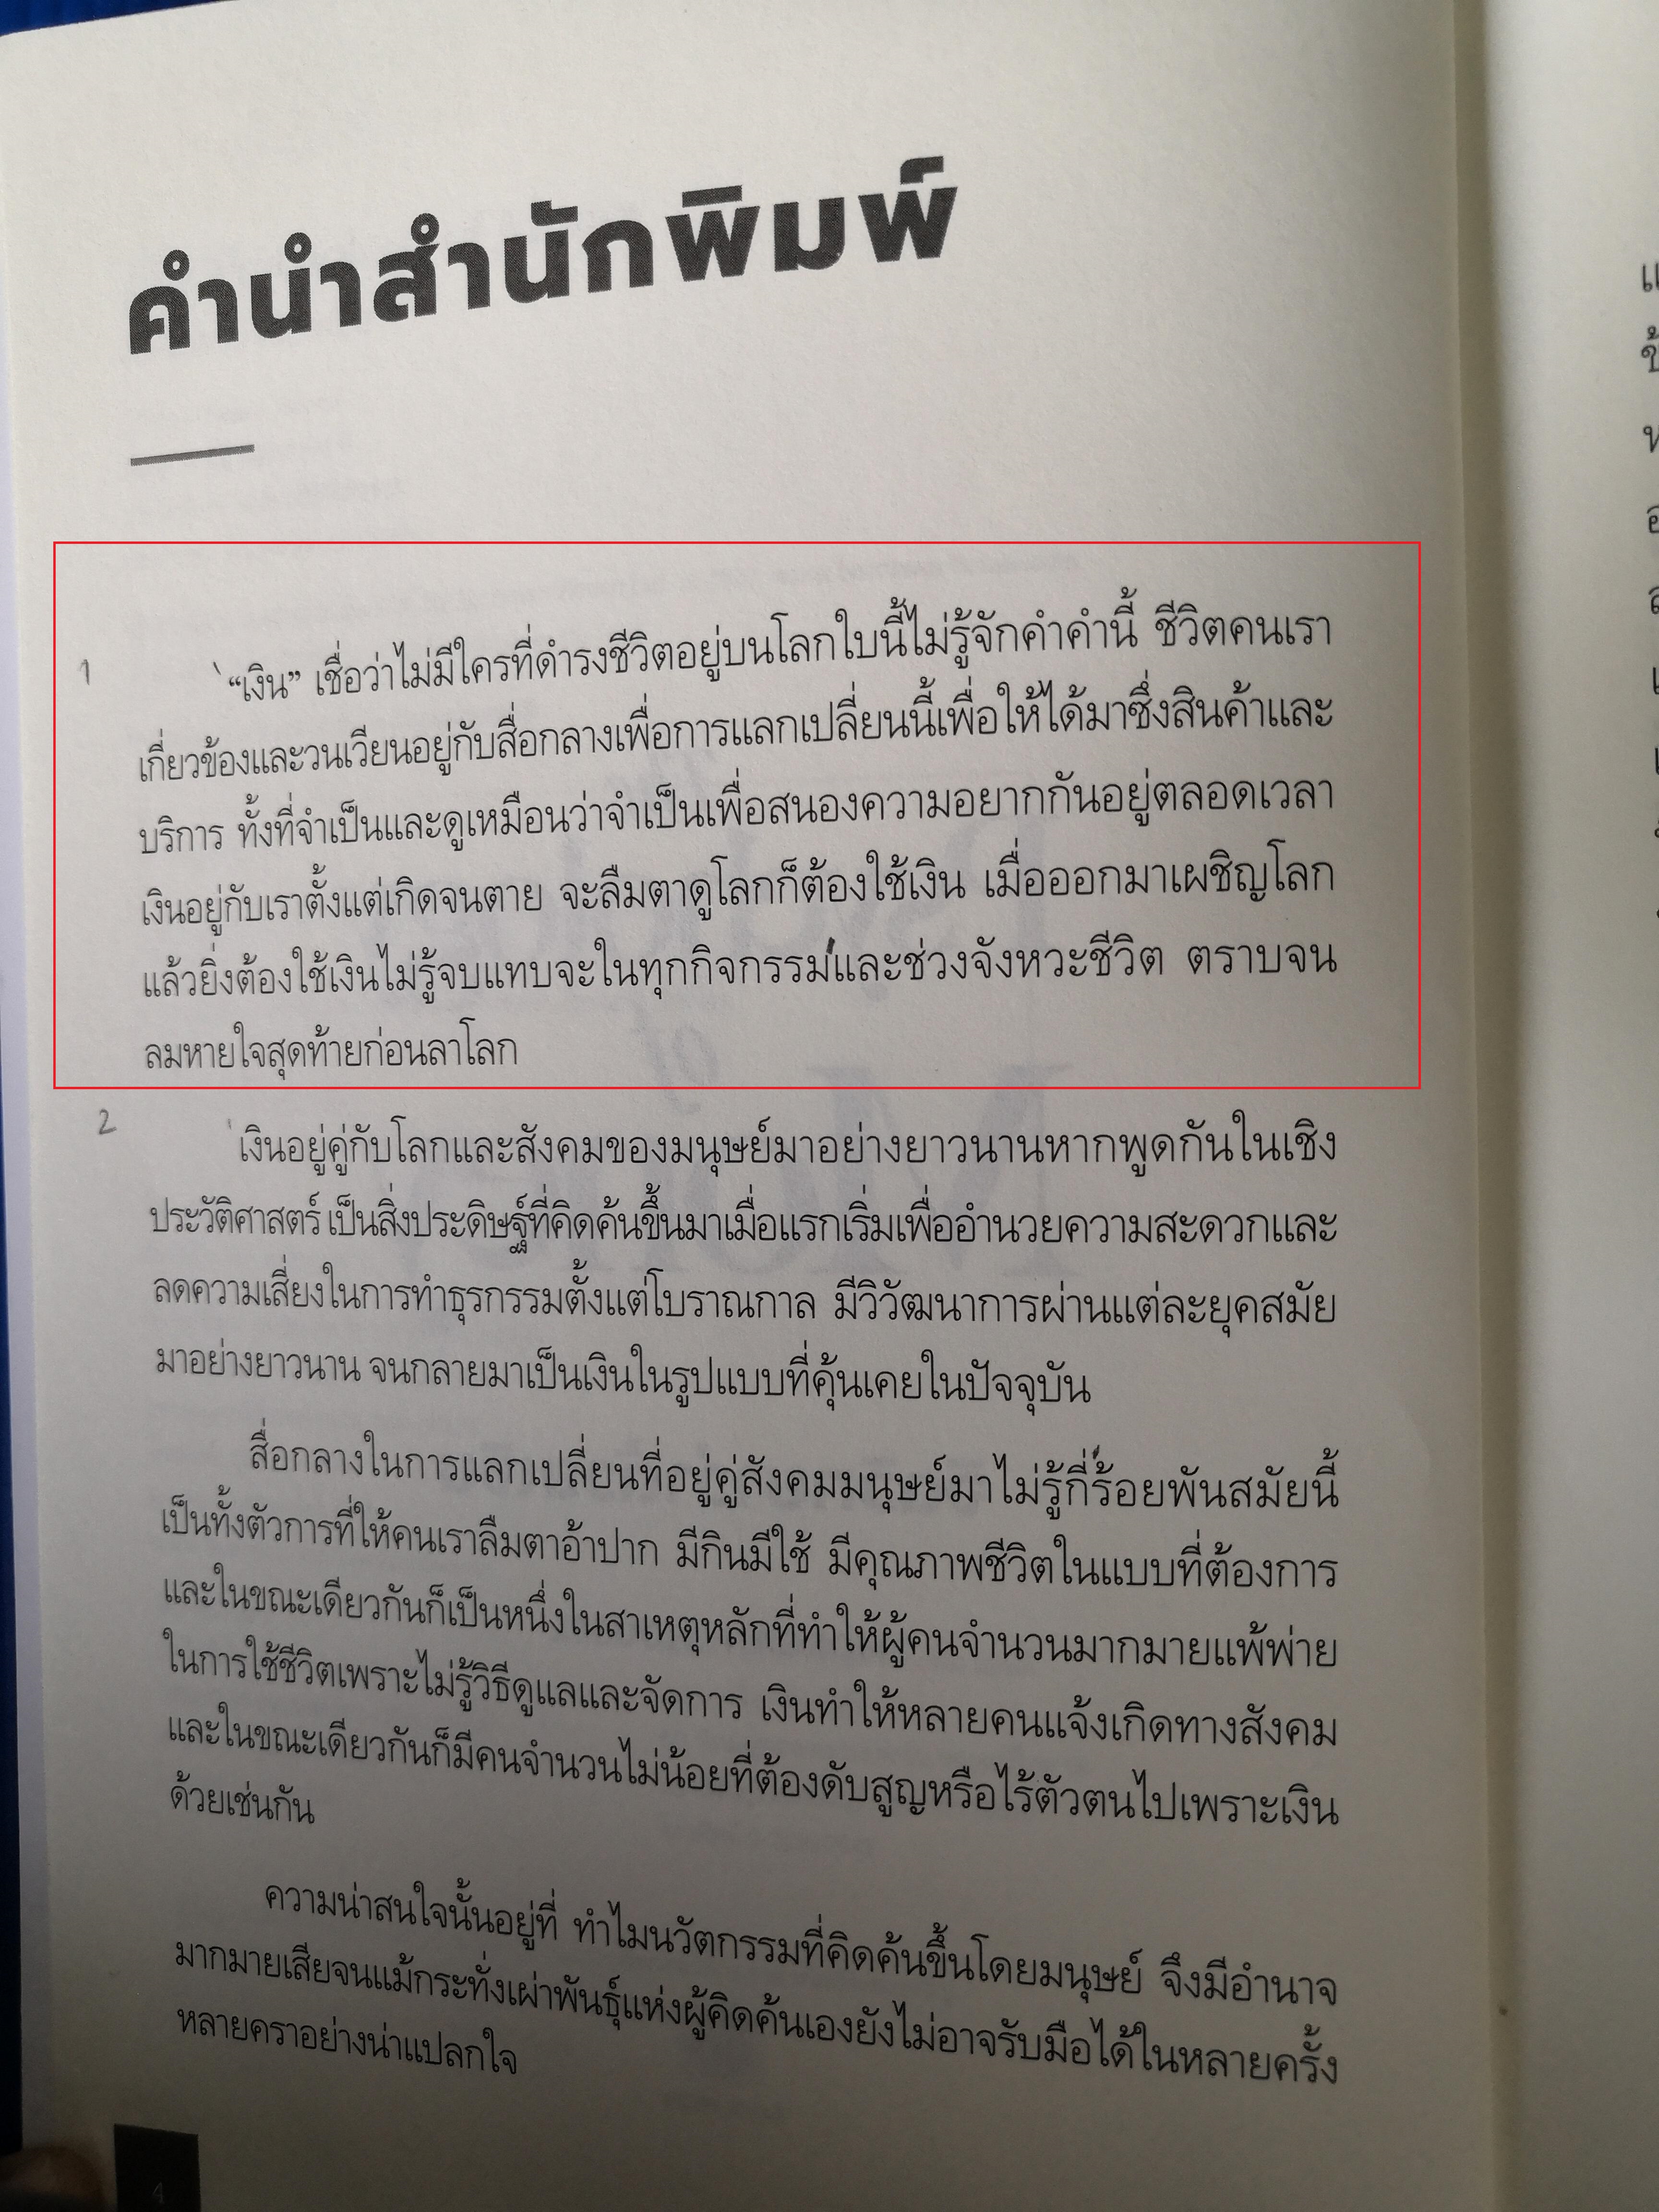 คำนำสำนักพิมพ์
1
“เงิน” เชื่อว่าไม่มีใครที่ดำรงชีวิตอยู่บนโลกใบนี้ไม่รู้จักคำคำนี้ ชีวิตคนเรา
เกี่ยวข้องและวนเวียนอยู่กับสื่อกลางเพื่อการแลกเปลี่ยนนี้เพื่อให้ได้มาซึ่งสินค้าและ
บริการ ทั้งที่จำเป็นและดูเหมือนว่าจำเป็นเพื่อสนองความอยากกันอยู่ตลอดเวลา
เงินอยู่กับเราตั้งแต่เกิดจนตาย จะลืมตาดูโลกก็ต้องใช้เงิน เมื่อออกมาเผชิญโลก
แล้วยิ่งต้องใช้เงินไม่รู้จบแทบจะในทุกกิจกรรมและช่วงจังหวะชีวิต ตราบจน
ลมหายใจสุดท้ายก่อนลาโลก
2
เงินอยู่คู่กับโลกและสังคมของมนุษย์มาอย่างยาวนานหากพูดกันในเชิง
ประวัติศาสตร์ เป็นสิ่งประดิษฐ์ที่คิดค้นขึ้นมาเมื่อแรกเริ่มเพื่ออำนวยความสะดวกและ
ลดความเสี่ยงในการทำธุรกรรมตั้งแต่โบราณกาล มีวิวัฒนาการผ่านแต่ละยุคสมัย
มาอย่างยาวนาน จนกลายมาเป็นเงินในรูปแบบที่คุ้นเคยในปัจจุบัน
สื่อกลางในการแลกเปลี่ยนที่อยู่คู่สังคมมนุษย์มาไม่รู้กี่ร้อยพันสมัยนี้
เป็นทั้งตัวการที่ให้คนเราลืมตาอ้าปาก มีกินมีใช้ มีคุณภาพชีวิตในแบบที่ต้องการ
และในขณะเดียวกันก็เป็นหนึ่งในสาเหตุหลักที่ทำให้ผู้คนจำนวนมากมายแพ้พ่าย
ในการใช้ชีวิตเพราะไม่รู้วิธีดูแลและจัดการ เงินทำให้หลายคนแจ้งเกิดทางสังคม
และในขณะเดียวกันก็มีคนจำนวนไม่น้อยที่ต้องดับสูญหรือไร้ตัวตนไปเพราะเงิน
ด้วยเช่นกัน
ความน่าสนใจนั้นอยู่ที่ ทำไมนวัตกรรมที่คิดค้นขึ้นโดยมนุษย์ จึงมีอำนาจ
มากมายเสียจนแม้กระทั่งเผ่าพันธุ์แห่งผู้คิดค้นเองยังไม่อาจรับมือได้ในหลายครั้ง
หลายคราอย่างน่าแปลกใจ
4